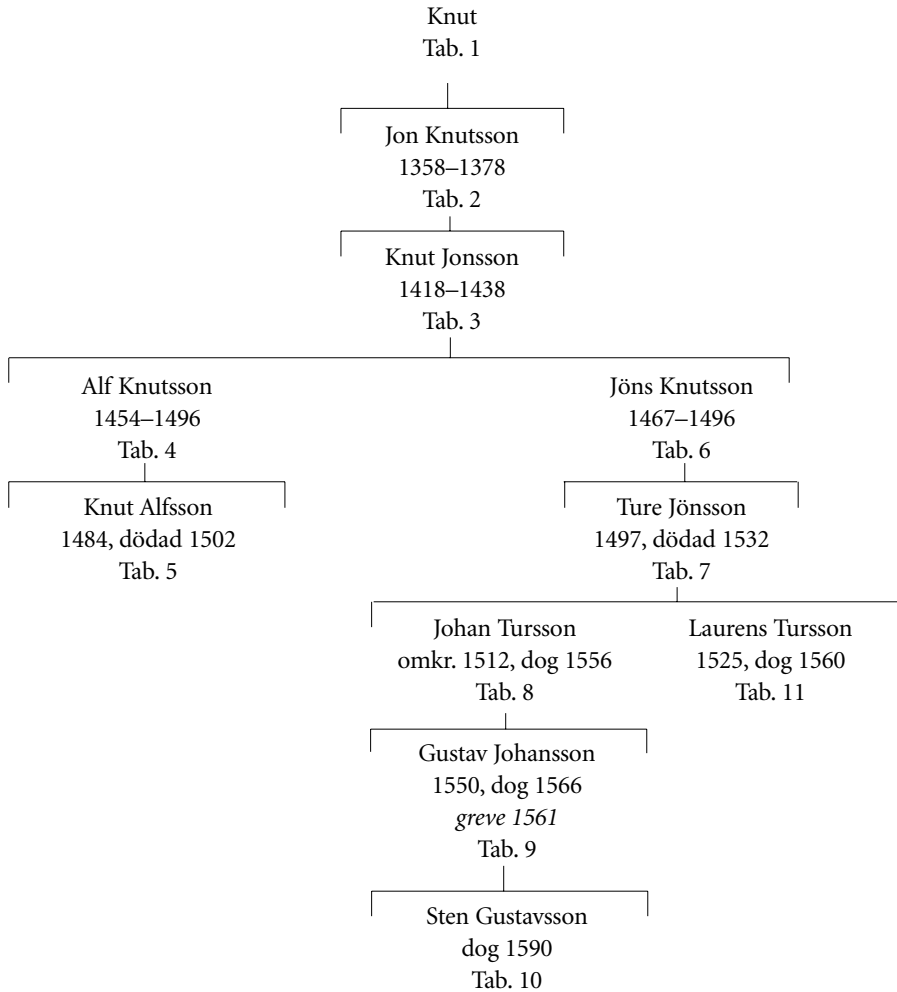 Knut
Tab. 1
Jon Knutsson
1358–1378
Tab. 2
Knut Jonsson
1418–1438
Tab. 3
Alf Knutsson
1454–1496
Tab. 4
Jöns Knutsson
1467–1496
Tab. 6
Knut Alfsson
1484, dödad 1502
Tab. 5
Ture Jönsson
1497, dödad 1532
Tab. 7
Johan Tursson
omkr. 1512, dog 1556
Tab. 8
Laurens Tursson
1525, dog 1560
Tab. 11
Gustav Johansson
1550, dog 1566
greve 1561
Tab. 9
Sten Gustavsson
dog 1590
Tab. 10